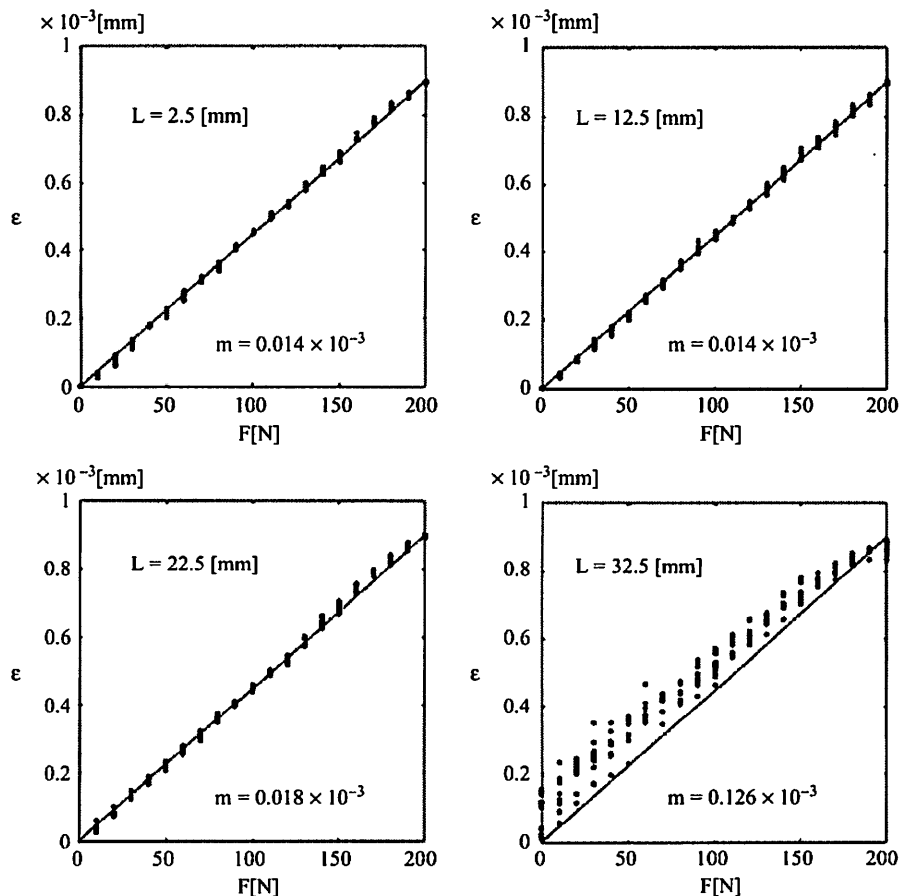 × 10⁻³[mm]
1
0.8
0.6
0.4
0.2
0
ε
L = 2.5 [mm]
m = 0.014 × 10⁻³
0 50 100 150 200
F[N]
× 10⁻³[mm]
1
0.8
0.6
0.4
0.2
0
ε
L = 12.5 [mm]
m = 0.014 × 10⁻³
0 50 100 150 200
F[N]
× 10⁻³[mm]
1
0.8
0.6
0.4
0.2
0
ε
L = 22.5 [mm]
m = 0.018 × 10⁻³
0 50 100 150 200
F[N]
× 10⁻³[mm]
1
0.8
0.6
0.4
0.2
0
ε
L = 32.5 [mm]
m = 0.126 × 10⁻³
0 50 100 150 200
F[N]